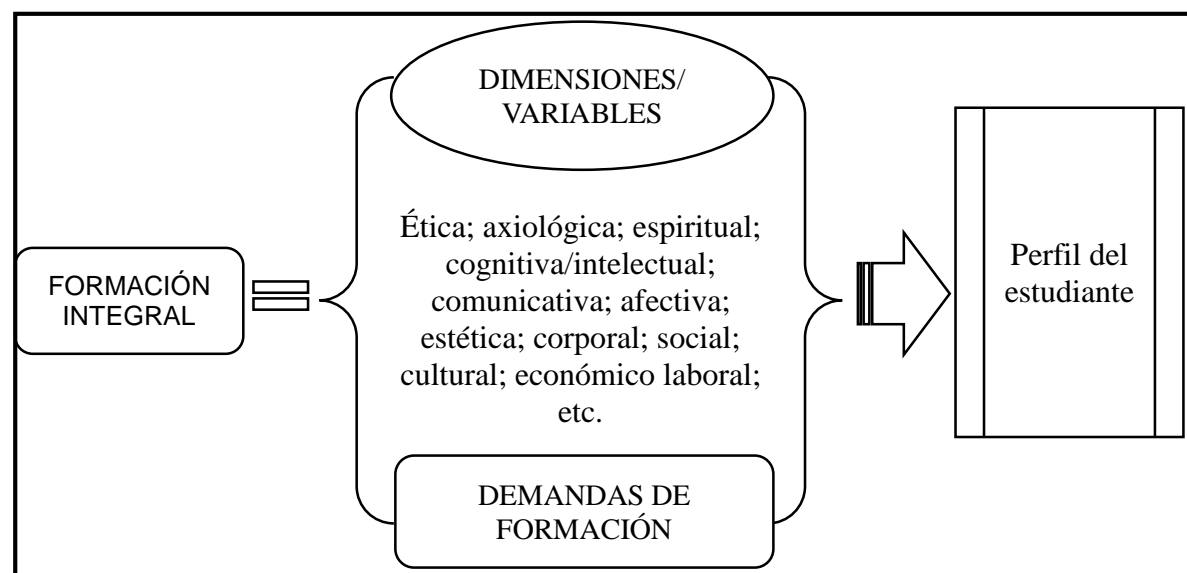 FORMACIÓN
INTEGRAL
DIMENSIONES/
VARIABLES
Ética; axiológica; espiritual;
cognitiva/intelectual;
comunicativa; afectiva;
estética; corporal; social;
cultural; económico laboral;
etc.
DEMANDAS DE
FORMACIÓN
Perfil del
estudiante